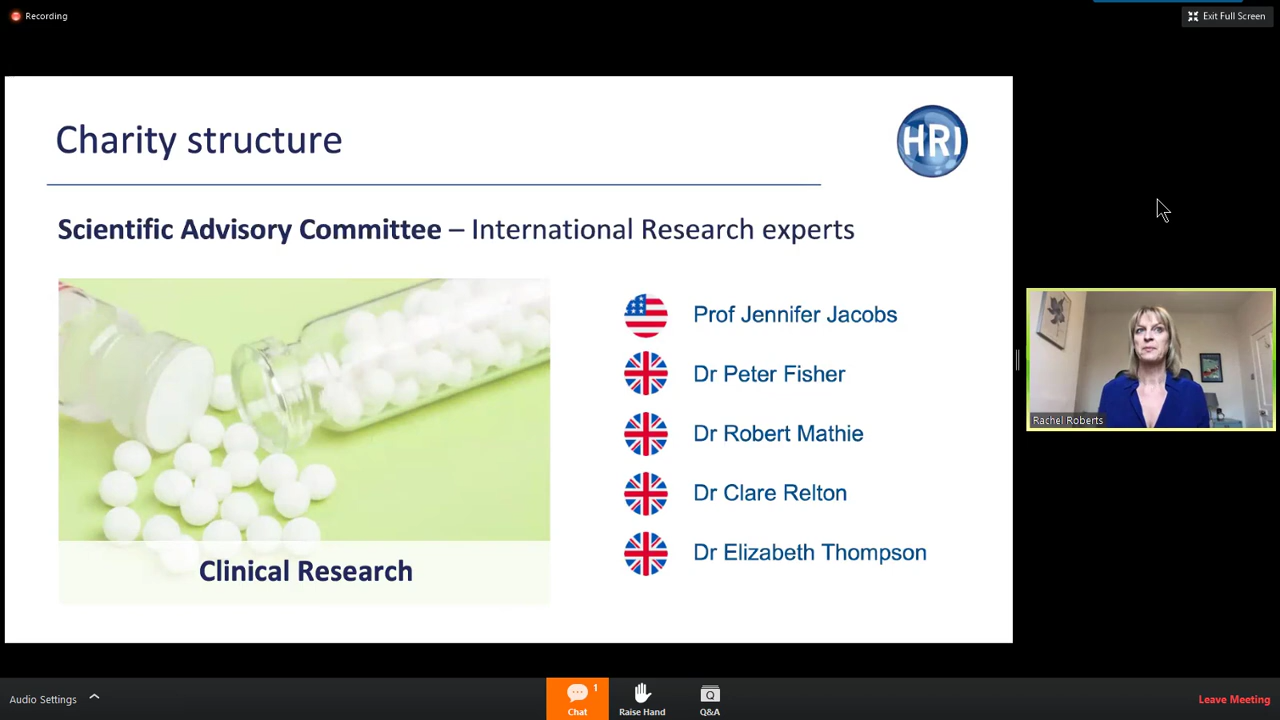 Recording
Exit Full Screen
Charity structure
HRI
Scientific Advisory Committee – International Research experts
Prof Jennifer Jacobs
Dr Peter Fisher
Dr Robert Mathie
Dr Clare Relton
Dr Elizabeth Thompson
Clinical Research
Rachel Roberts
Audio Settings
1
Chat
Raise Hand
Q
Q&A
Leave Meeting